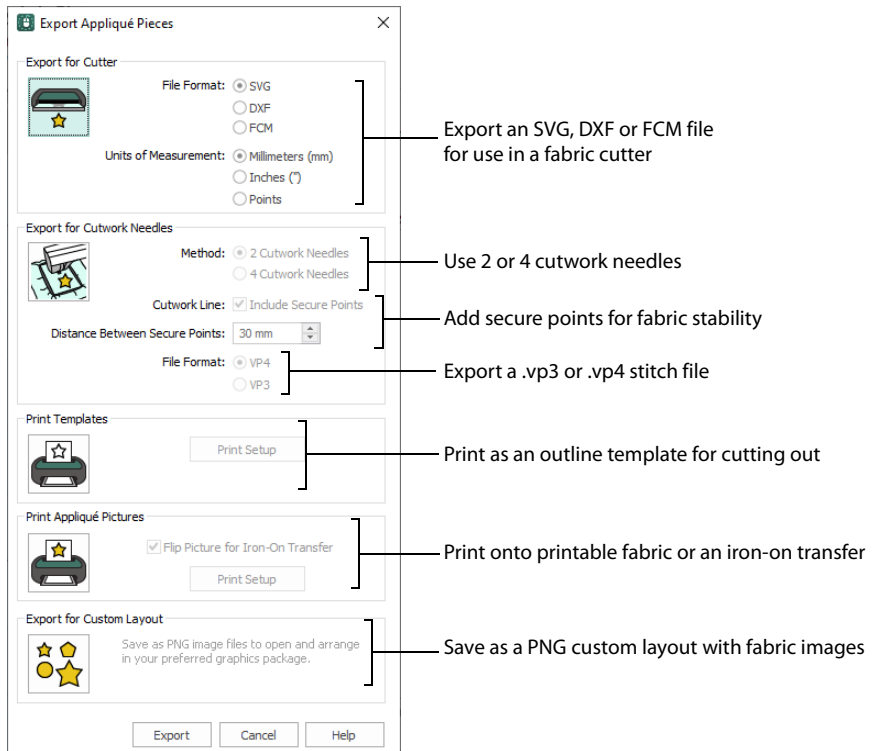 Export Appliqué Pieces
Export for Cutter
File Format: SVG
DXF
FCM
Units of Measurement: Millimeters (mm)
Inches (")
Points
Export an SVG, DXF or FCM file
for use in a fabric cutter
Export for Cutwork Needles
Method: 2 Cutwork Needles
4 Cutwork Needles
Use 2 or 4 cutwork needles
Cutwork Line: Include Secure Points
Distance Between Secure Points: 30 mm
Add secure points for fabric stability
File Format: VP4
VP3
Export a .vp3 or .vp4 stitch file
Print Templates
Print Setup
Print as an outline template for cutting out
Print Appliqué Pictures
Flip Picture for Iron-On Transfer
Print Setup
Print onto printable fabric or an iron-on transfer
Export for Custom Layout
Save as PNG image files to open and arrange
in your preferred graphics package.
Save as a PNG custom layout with fabric images
Export Cancel Help